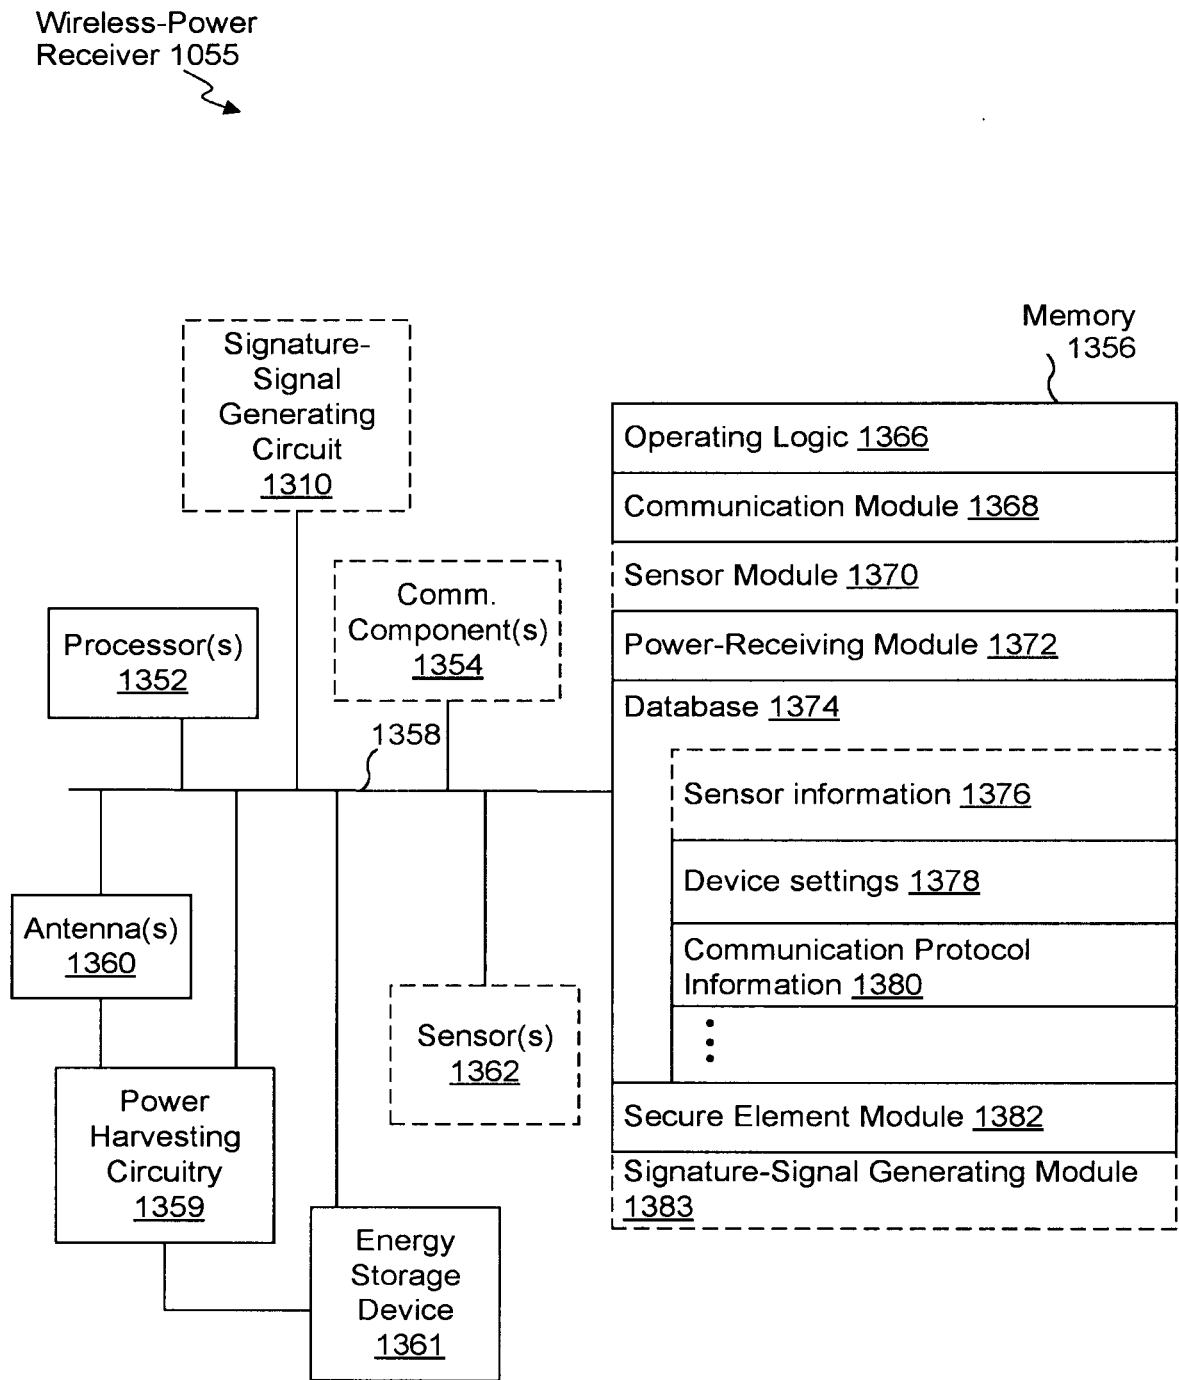 Wireless-Power
Receiver 1055
Signature-
Signal
Generating
Circuit
1310
Memory
1356
Operating Logic 1366
Communication Module 1368
Sensor Module 1370
Power-Receiving Module 1372
Database 1374
Sensor information 1376
Device settings 1378
Communication Protocol
Information 1380
Secure Element Module 1382
Signature-Signal Generating Module
1383
Comm.
Component(s)
1354
Processor(s)
1352
1358
Antenna(s)
1360
Sensor(s)
1362
Power
Harvesting
Circuitry
1359
Energy
Storage
Device
1361